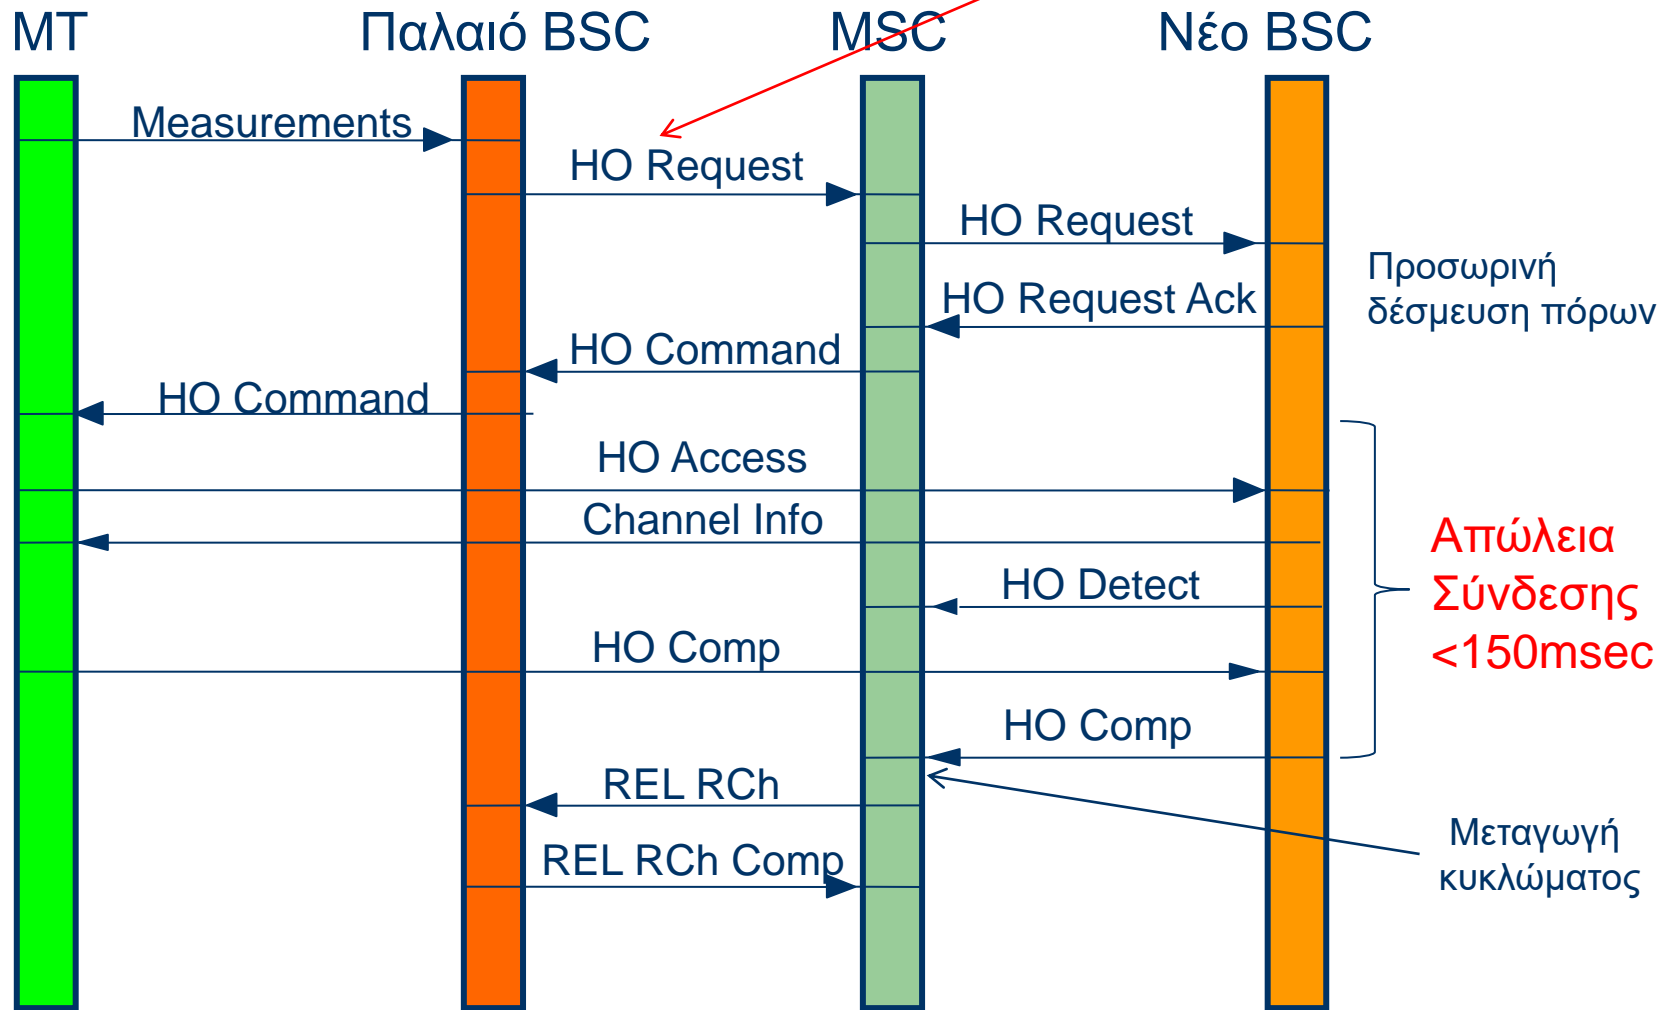 MT
Παλαιό BSC
MSC
Νέο BSC
Measurements
HO Request
HO Request
Προσωρινή
δέσμευση πόρων
HO Request Ack
HO Command
HO Command
HO Access
Channel Info
Απώλεια
Σύνδεσης
<150msec
HO Detect
HO Comp
HO Comp
REL RCh
Μεταγωγή
κυκλώματος
REL RCh Comp